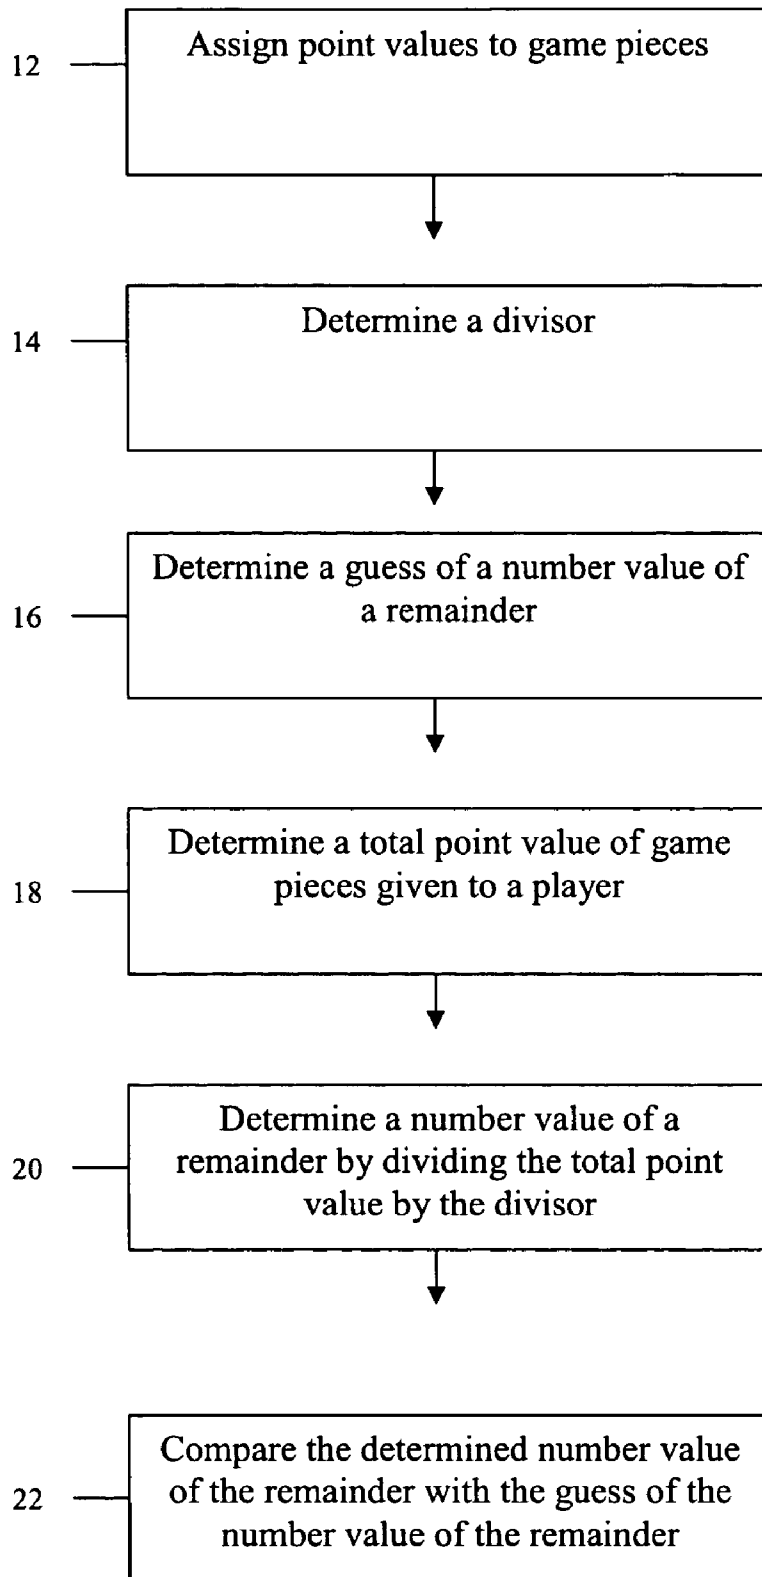 12
Assign point values to game pieces
14
Determine a divisor
16
Determine a guess of a number value of
a remainder
18
Determine a total point value of game
pieces given to a player
20
Determine a number value of a
remainder by dividing the total point
value by the divisor
22
Compare the determined number value
of the remainder with the guess of the
number value of the remainder